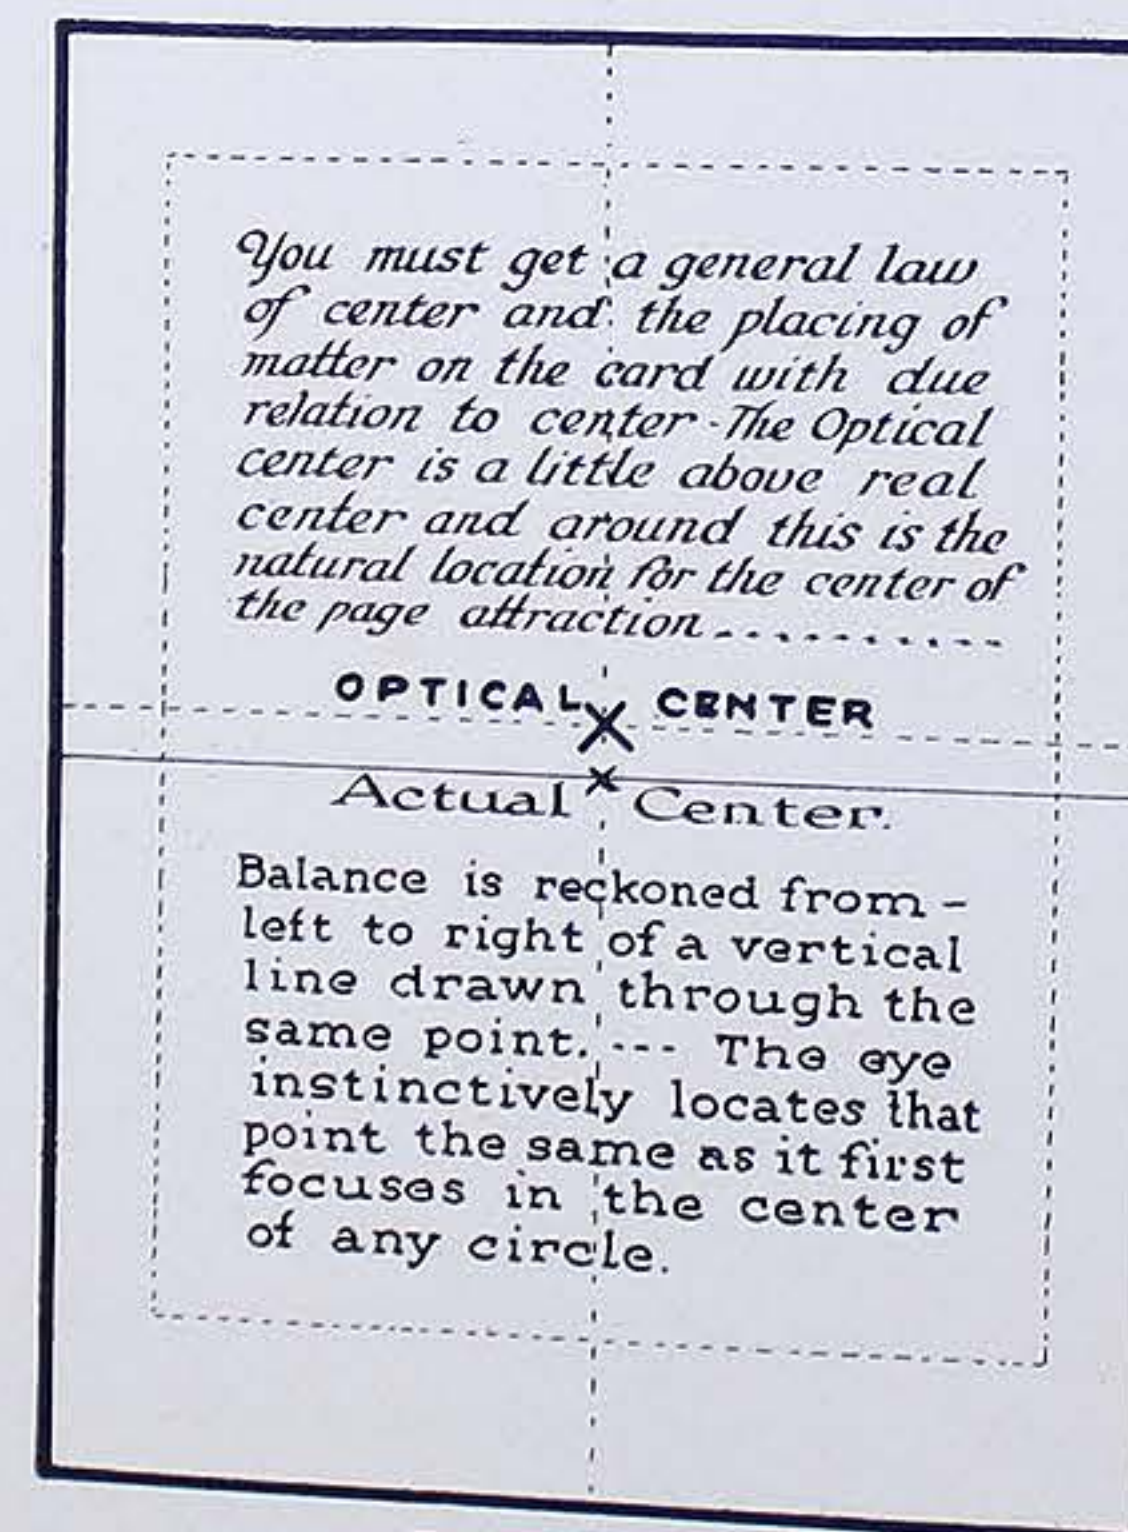 You must get a general law
of center and the placing of
matter on the card with due
relation to center - The Optical
center is a little above real
center and around this is the
natural location for the center of
the page attraction...........
OPTICAL CENTER
Actual Center.
Balance is reckoned from -
left to right of a vertical
line drawn through the
same point. --- The eye
instinctively locates that
point the same as it first
focuses in the center
of any circle.